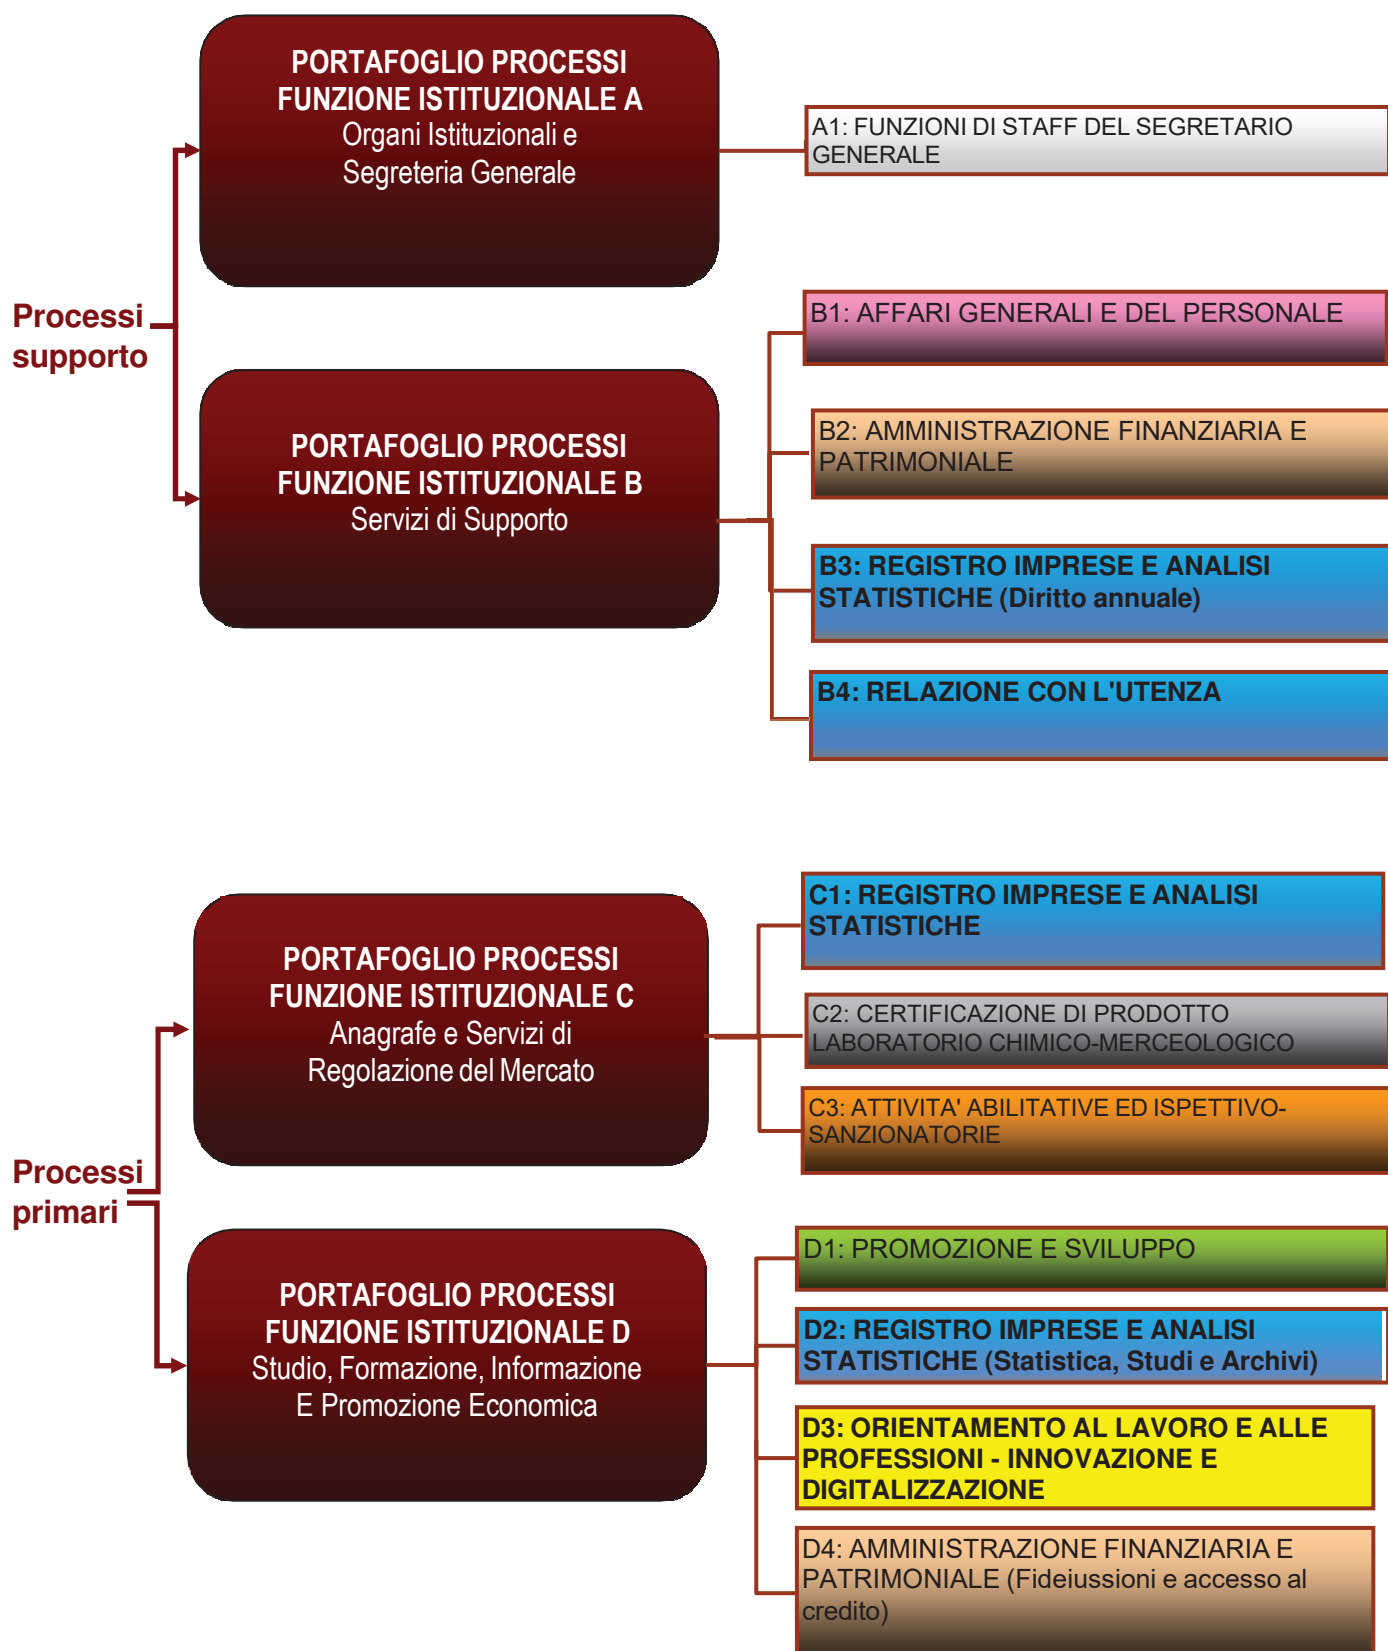 PORTAFOGLIO PROCESSI
FUNZIONE ISTITUZIONALE A
Organi Istituzionali e
Segreteria Generale
A1: FUNZIONI DI STAFF DEL SEGRETARIO
GENERALE
Processi
supporto
B1: AFFARI GENERALI E DEL PERSONALE
PORTAFOGLIO PROCESSI
FUNZIONE ISTITUZIONALE B
Servizi di Supporto
B2: AMMINISTRAZIONE FINANZIARIA E
PATRIMONIALE
B3: REGISTRO IMPRESE E ANALISI
STATISTICHE (Diritto annuale)
B4: RELAZIONE CON L'UTENZA
PORTAFOGLIO PROCESSI
FUNZIONE ISTITUZIONALE C
Anagrafe e Servizi di
Regolazione del Mercato
C1: REGISTRO IMPRESE E ANALISI
STATISTICHE
C2: CERTIFICAZIONE DI PRODOTTO
LABORATORIO CHIMICO-MERCEOLOGICO
C3: ATTIVITA' ABILITATIVE ED ISPETTIVO-
SANZIONATORIE
Processi
primari
PORTAFOGLIO PROCESSI
FUNZIONE ISTITUZIONALE D
Studio, Formazione, Informazione
E Promozione Economica
D1: PROMOZIONE E SVILUPPO
D2: REGISTRO IMPRESE E ANALISI
STATISTICHE (Statistica, Studi e Archivi)
D3: ORIENTAMENTO AL LAVORO E ALLE
PROFESSIONI - INNOVAZIONE E
DIGITALIZZAZIONE
D4: AMMINISTRAZIONE FINANZIARIA E
PATRIMONIALE (Fideiussioni e accesso al
credito)